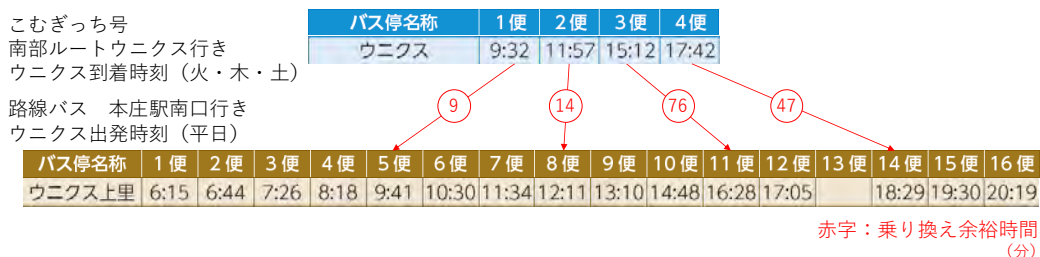 こむぎっち号
南部ルートウニクス行き
ウニクス到着時刻（火・木・土）
バス停名称 1便 2便 3便 4便
ウニクス 9:32 11:57 15:12 17:42
9 14 76 47
路線バス 本庄駅南口行き
ウニクス出発時刻（平日）
バス停名称 1便 2便 3便 4便 5便 6便 7便 8便 9便 10便 11便 12便 13便 14便 15便 16便
ウニクス上里 6:15 6:44 7:26 8:18 9:41 10:30 11:34 12:11 13:10 14:48 16:28 17:05 18:29 19:30 20:19
赤字：乗り換え余裕時間
（分）